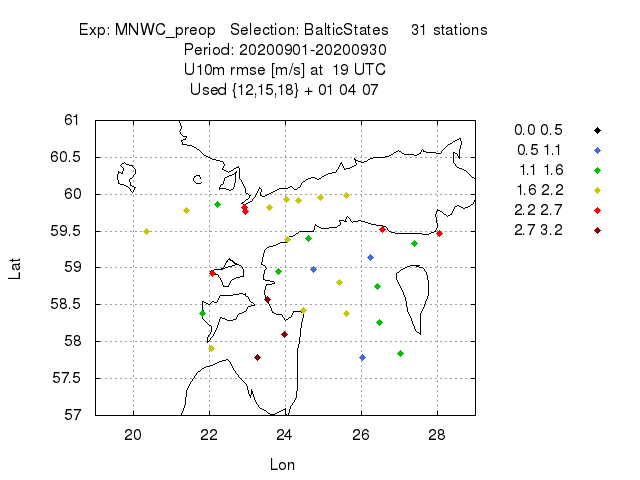 Exp: MNWC_preop Selection: BalticStates 31 stations
Period: 20200901-20200930
U10m rmse [m/s] at 19 UTC
Used {12,15,18} + 01 04 07
0.0 0.5
0.5 1.1
1.1 1.6
1.6 2.2
2.2 2.7
2.7 3.2
61
60.5
60
59.5
59
58.5
58
57.5
57
Lat
20 22 24 26 28
Lon